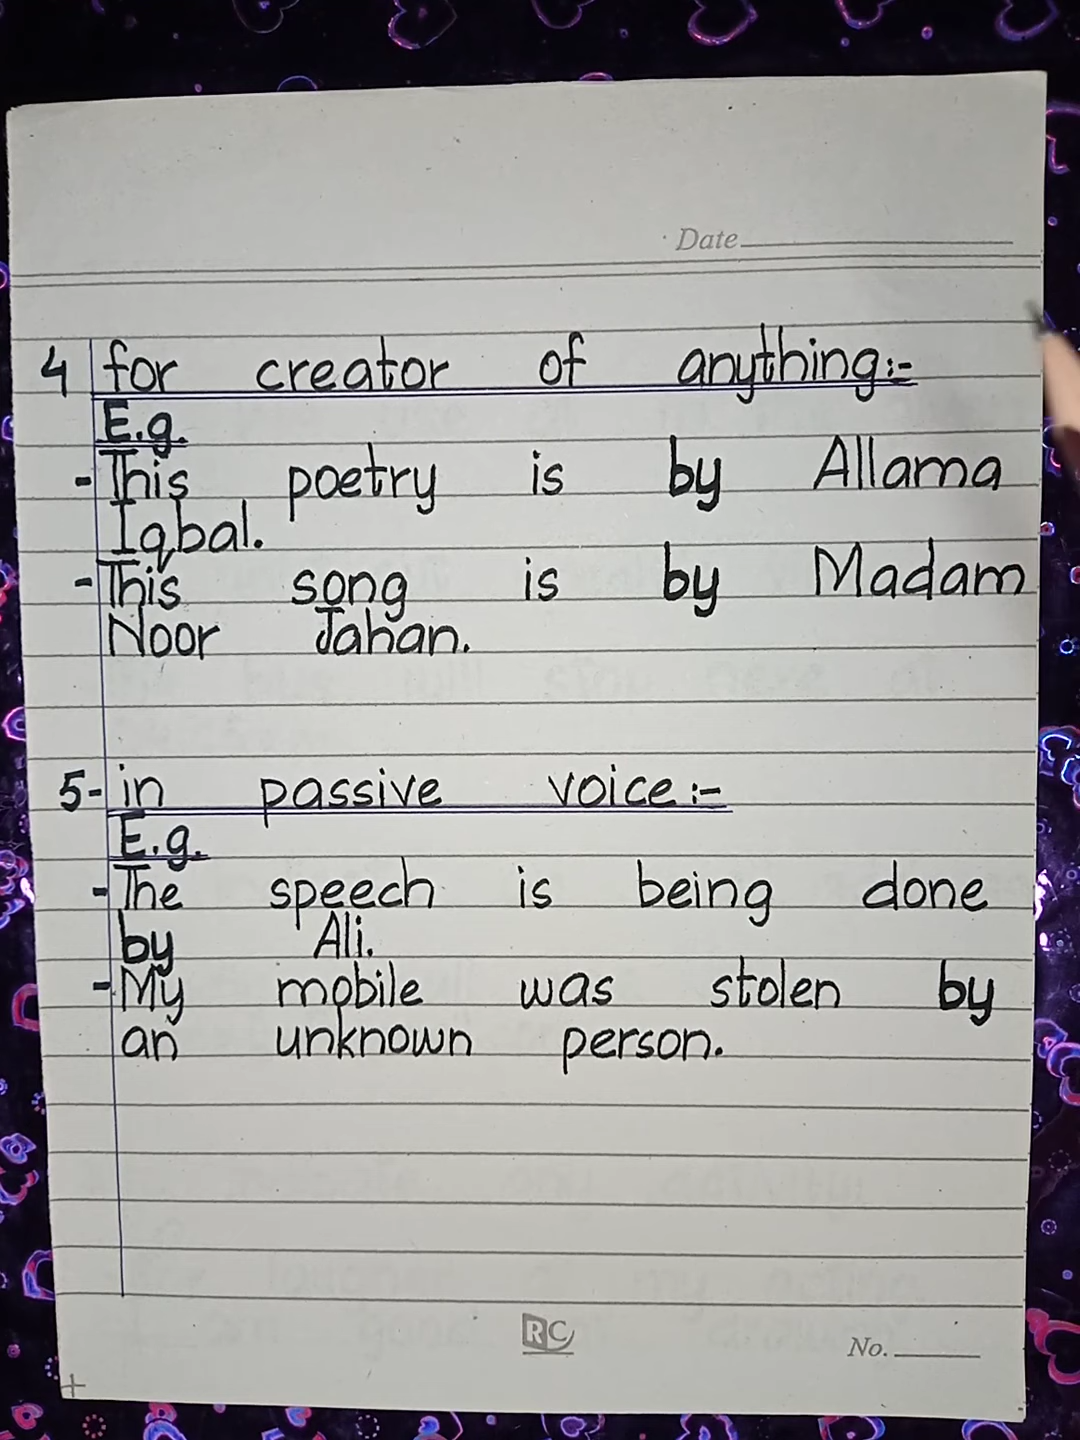 Date
4 for creator of anything:-
E.g.
- This poetry is by Allama
Iqbal.
- This song is by Madam
Noor Jahan.
5- in passive voice:-
E.g.
- The speech is being done
by Ali.
- My mobile was stolen by
an unknown person.
RC
No.